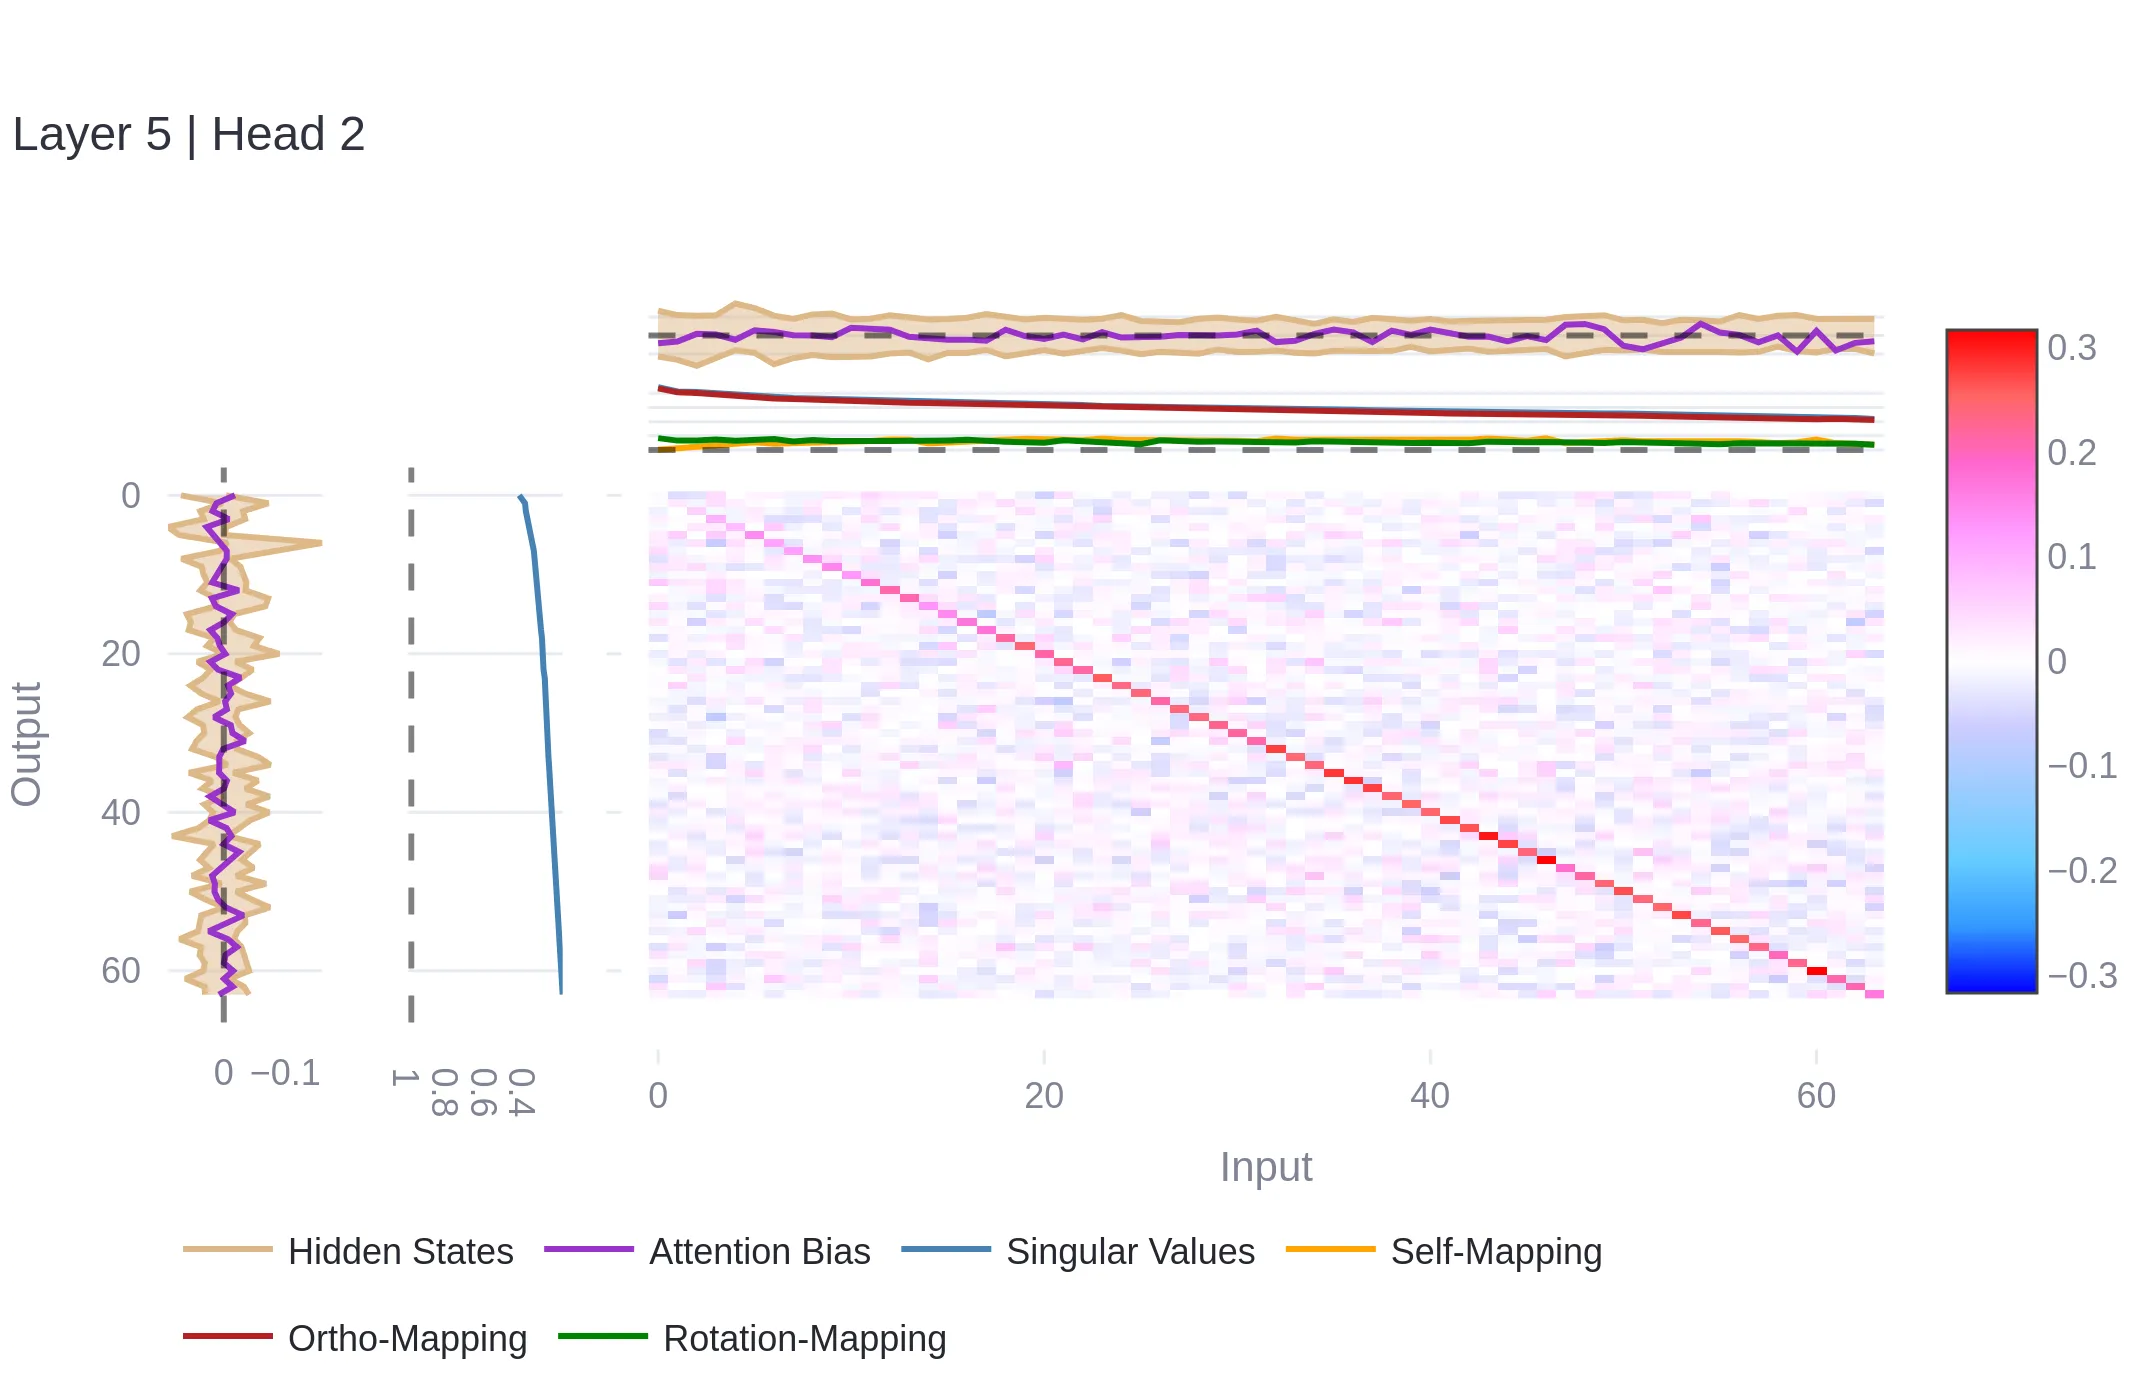 Layer 5 | Head 2
0.3
0.2
0.1
0
−0.1
−0.2
−0.3
0
20
40
60
Output
0 −0.1
1
0.8
0.6
0.4
0 20 40 60
Input
Hidden States Attention Bias Singular Values Self-Mapping
Ortho-Mapping Rotation-Mapping